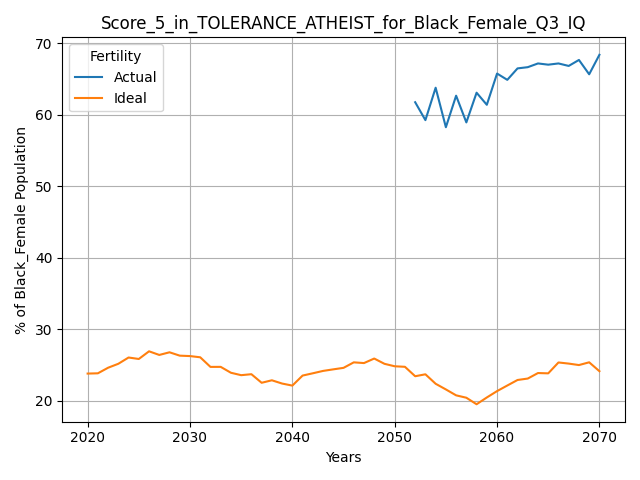 Score_5_in_TOLERANCE_ATHEIST_for_Black_Female_Q3_IQ
Fertility
Actual
Ideal
% of Black_Female Population
70
60
50
40
30
20
2020
2030
2040
2050
2060
2070
Years